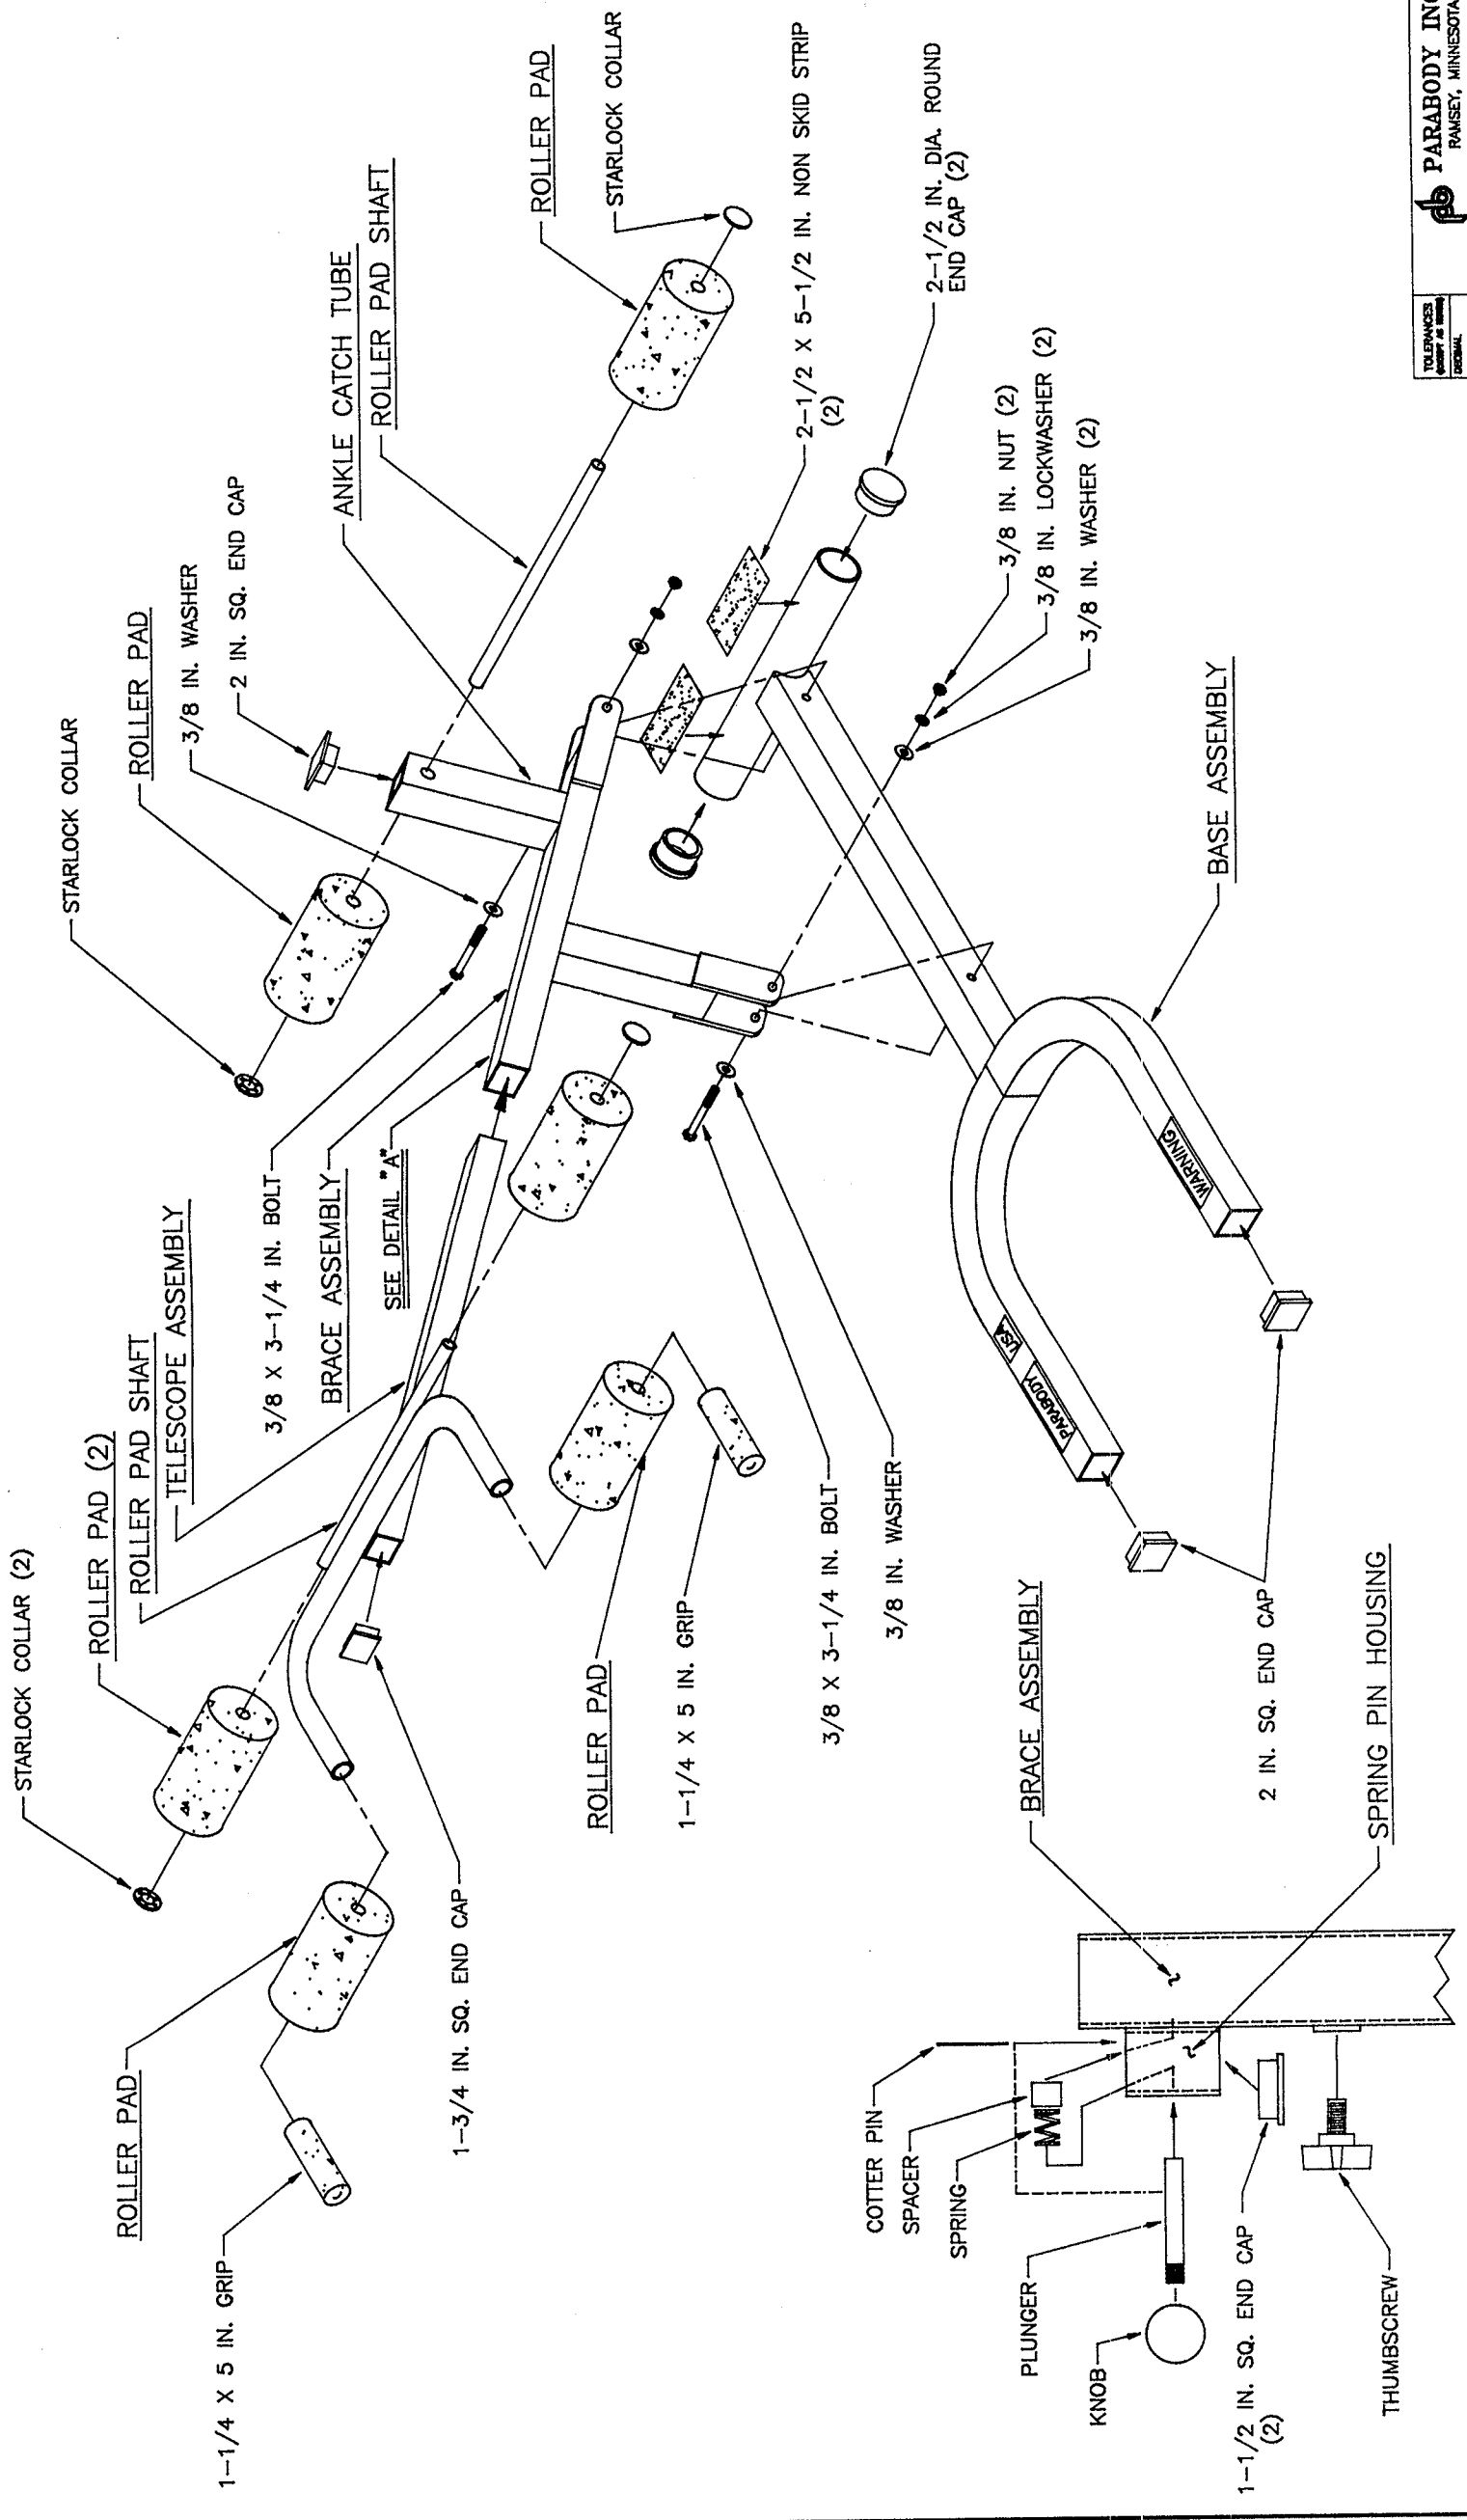 STARLOCK COLLAR (2)
ROLLER PAD (2)
ROLLER PAD SHAFT
TELESCOPE ASSEMBLY
3/8 X 3-1/4 IN. BOLT
BRACE ASSEMBLY
SEE DETAIL "A"
STARLOCK COLLAR
ROLLER PAD
3/8 IN. WASHER
2 IN. SQ. END CAP
ANKLE CATCH TUBE
ROLLER PAD SHAFT
ROLLER PAD
STARLOCK COLLAR
2-1/2 X 5-1/2 IN. NON SKID STRIP
(2)
2-1/2 IN. DIA. ROUND
END CAP (2)
3/8 IN. NUT (2)
3/8 IN. LOCKWASHER (2)
3/8 IN. WASHER (2)
BASE ASSEMBLY
WARNING
PARABODY
USA
ROLLER PAD
1-1/4 X 5 IN. GRIP
1-3/4 IN. SQ. END CAP
ROLLER PAD
1-1/4 X 5 IN. GRIP
3/8 X 3-1/4 IN. BOLT
3/8 IN. WASHER
2 IN. SQ. END CAP
BRACE ASSEMBLY
SPRING PIN HOUSING
COTTER PIN
SPACER
SPRING
PLUNGER
KNOB
1-1/2 IN. SQ. END CAP
(2)
THUMBSCREW
TOLERANCES
DECIMAL
PARABODY
RAMSEY, MINNESOTA